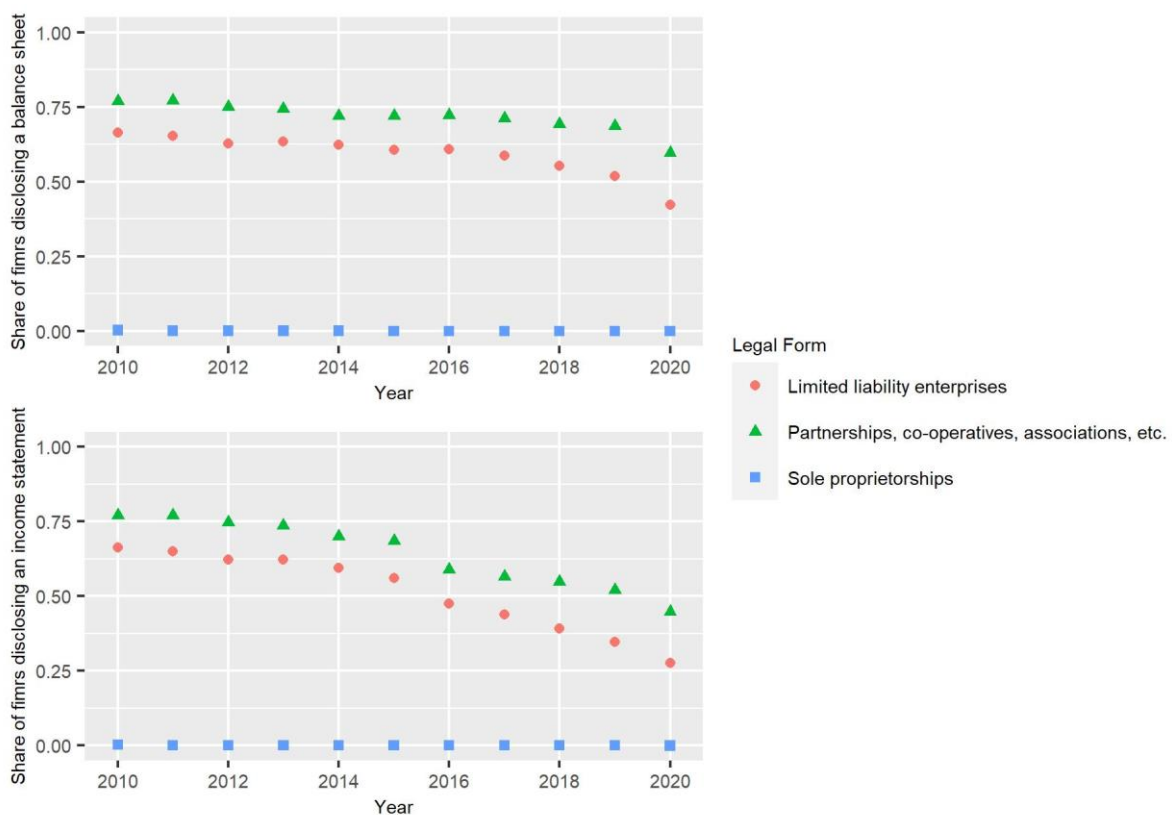 Share of fimrs disclosing a balance sheet
1.00
0.75
0.50
0.25
0.00
2010 2012 2014 2016 2018 2020
Year
Share of fimrs disclosing an income statement
1.00
0.75
0.50
0.25
0.00
2010 2012 2014 2016 2018 2020
Year
Legal Form
Limited liability enterprises
Partnerships, co-operatives, associations, etc.
Sole proprietorships